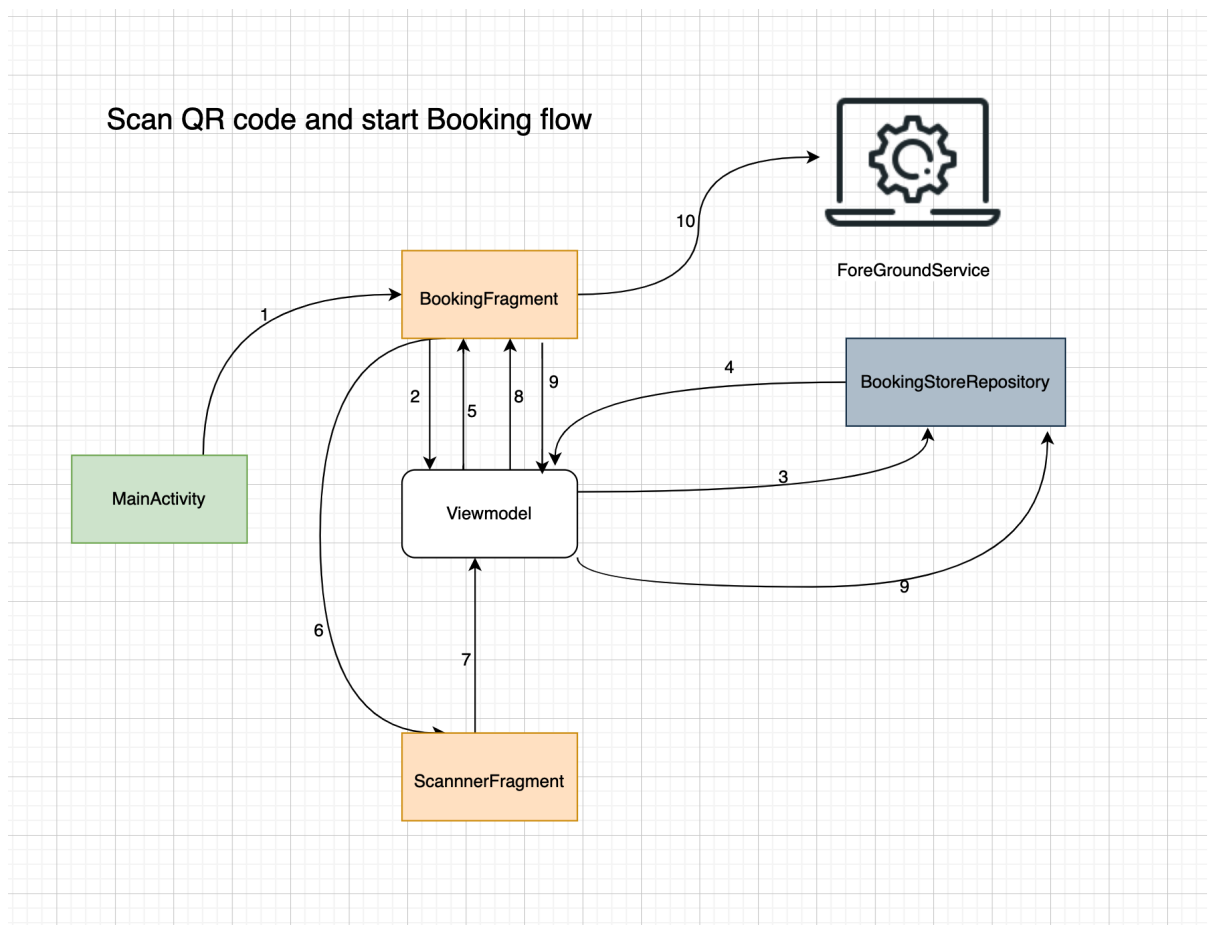 Scan QR code and start Booking flow
10
ForeGroundService
BookingFragment
1
4
BookingStoreRepository
2
5
8
9
3
MainActivity
Viewmodel
9
6
7
ScannnerFragment